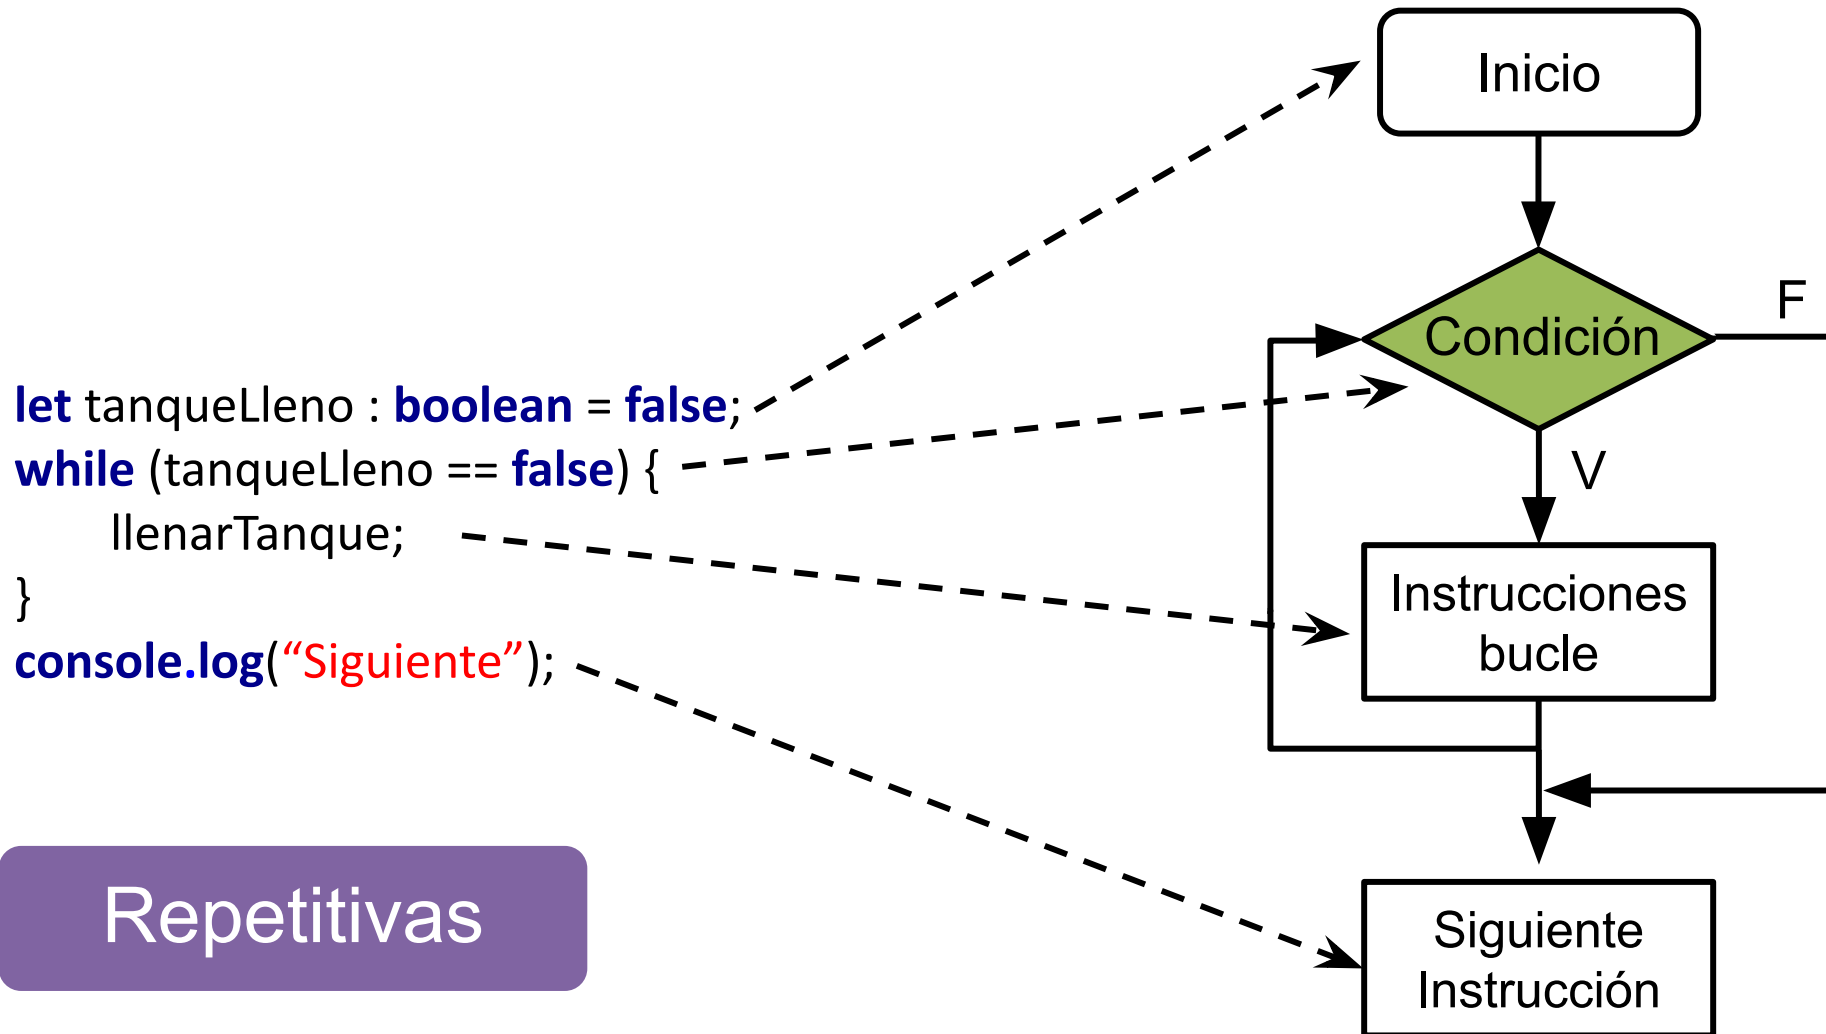 let tanqueLleno : boolean = false;
while (tanqueLleno == false) {
llenarTanque;
}
console.log(“Siguiente”);
Repetitivas
Inicio
Condición
F
V
Instrucciones
bucle
Siguiente
Instrucción